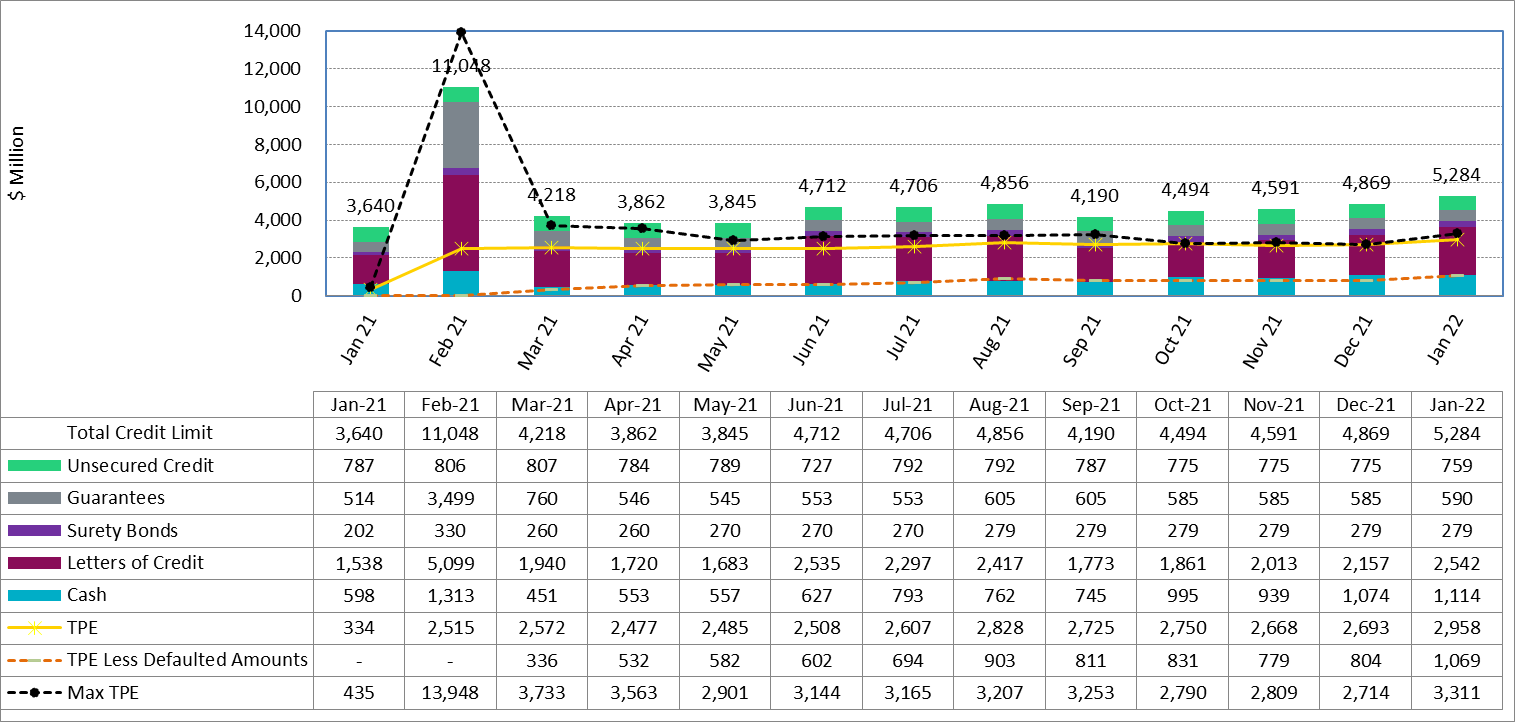 $ Million
14,000
12,000
10,000
8,000
6,000
4,000
2,000
0
3,640 11,048 4,218 3,862 3,845 4,712 4,706 4,856 4,190 4,494 4,591 4,869 5,284
Jan 21 Feb 21 Mar 21 Apr 21 May 21 Jun 21 Jul 21 Aug 21 Sep 21 Oct 21 Nov 21 Dec 21 Jan 22
Jan-21 Feb-21 Mar-21 Apr-21 May-21 Jun-21 Jul-21 Aug-21 Sep-21 Oct-21 Nov-21 Dec-21 Jan-22
Total Credit Limit 3,640 11,048 4,218 3,862 3,845 4,712 4,706 4,856 4,190 4,494 4,591 4,869 5,284
Unsecured Credit 787 806 807 784 789 727 792 792 787 775 775 775 759
Guarantees 514 3,499 760 546 545 553 553 605 605 585 585 585 590
Surety Bonds 202 330 260 260 270 270 270 279 279 279 279 279 279
Letters of Credit 1,538 5,099 1,940 1,720 1,683 2,535 2,297 2,417 1,773 1,861 2,013 2,157 2,542
Cash 598 1,313 451 553 557 627 793 762 745 995 939 1,074 1,114
TPE 334 2,515 2,572 2,477 2,485 2,508 2,607 2,828 2,725 2,750 2,668 2,693 2,958
TPE Less Defaulted Amounts - - 336 532 582 602 694 903 811 831 779 804 1,069
Max TPE 435 13,948 3,733 3,563 2,901 3,144 3,165 3,207 3,253 2,790 2,809 2,714 3,311